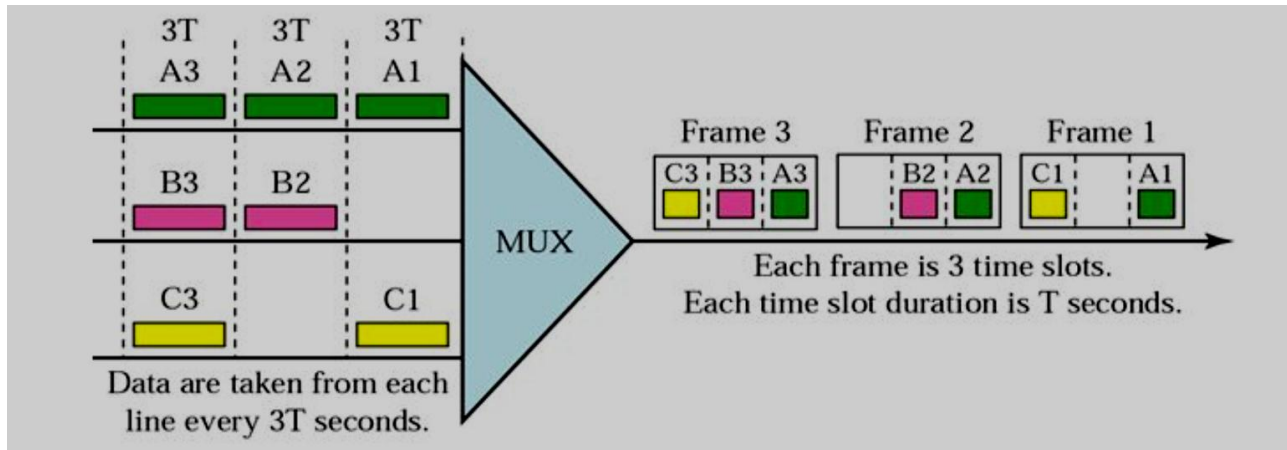 3T 3T 3T
A3 A2 A1
B3 B2
C3 C1
Data are taken from each
line every 3T seconds.
MUX
Frame 3 Frame 2 Frame 1
C3 B3 A3 B2 A2 C1 A1
Each frame is 3 time slots.
Each time slot duration is T seconds.